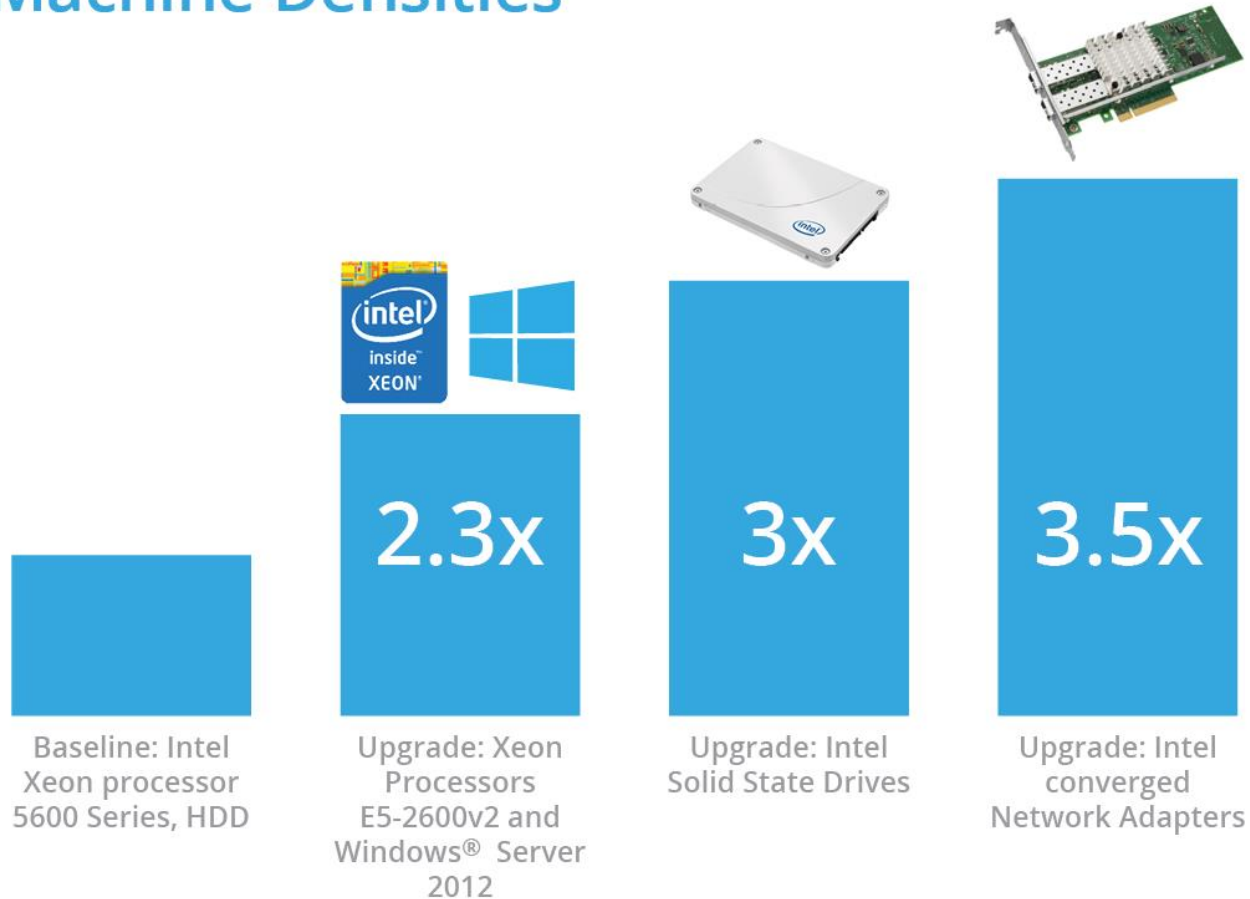 Machine Densities
intel
inside™
XEON®
intel
2.3x
3x
3.5x
Baseline: Intel
Xeon processor
5600 Series, HDD
Upgrade: Xeon
Processors
E5-2600v2 and
Windows® Server
2012
Upgrade: Intel
Solid State Drives
Upgrade: Intel
converged
Network Adapters